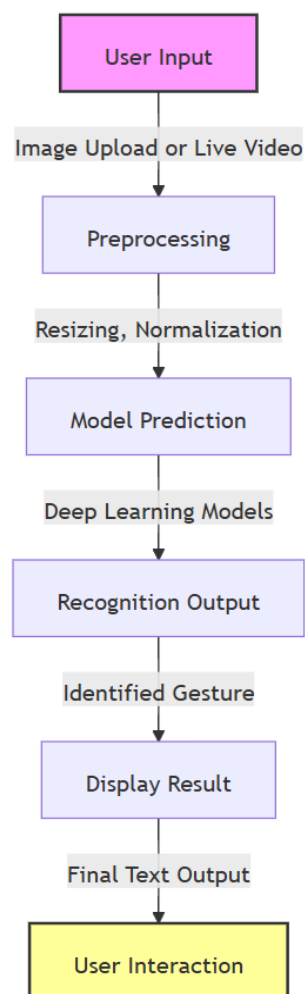 User Input
Image Upload or Live Video
Preprocessing
Resizing, Normalization
Model Prediction
Deep Learning Models
Recognition Output
Identified Gesture
Display Result
Final Text Output
User Interaction